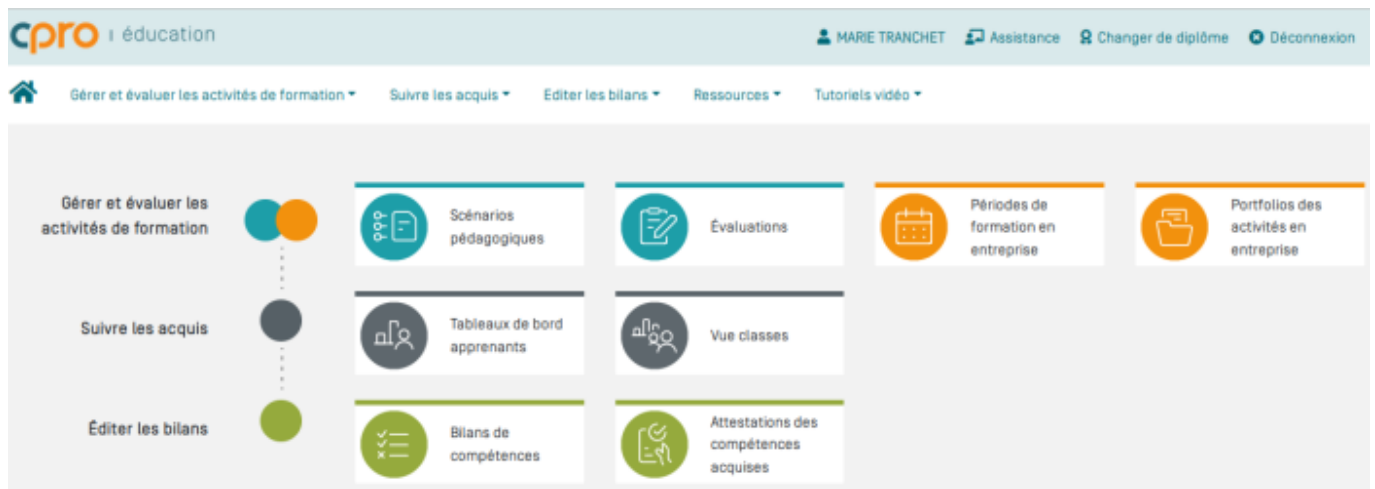 cpro | éducation
MARIE TRANCHET Assistance Changer de diplôme Déconnexion
Gérer et évaluer les activités de formation Suivre les acquis Editer les bilans Ressources Tutoriels vidéo
Gérer et évaluer les
activités de formation
Scénarios
pédagogiques
Évaluations
Périodes de
formation en
entreprise
Portfolios des
activités en
entreprise
Suivre les acquis
Tableaux de bord
apprenants
Vue classes
Éditer les bilans
Bilans de
compétences
Attestations des
compétences
acquises